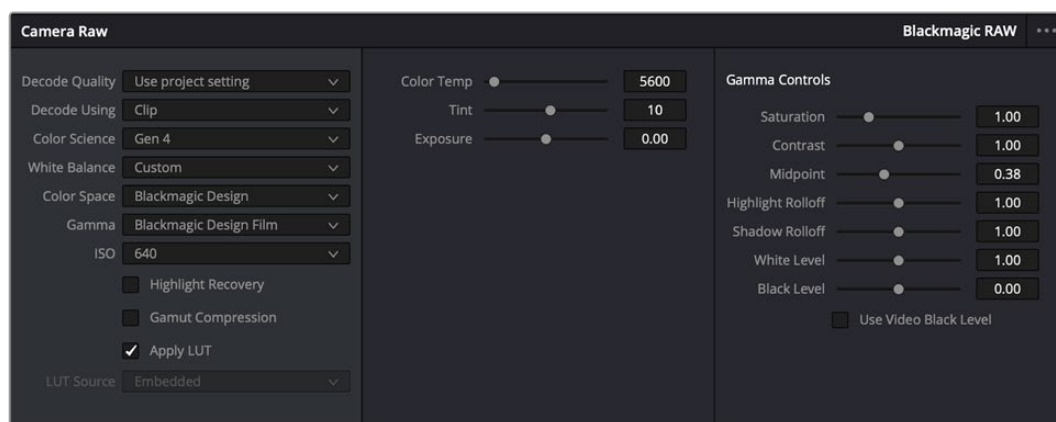 Camera Raw
Blackmagic RAW
Decode Quality Use project setting
Decode Using Clip
Color Science Gen 4
White Balance Custom
Color Space Blackmagic Design
Gamma Blackmagic Design Film
ISO 640
Highlight Recovery
Gamut Compression
Apply LUT
LUT Source Embedded
Color Temp 5600
Tint 10
Exposure 0.00
Gamma Controls
Saturation 1.00
Contrast 1.00
Midpoint 0.38
Highlight Rolloff 1.00
Shadow Rolloff 1.00
White Level 1.00
Black Level 0.00
Use Video Black Level